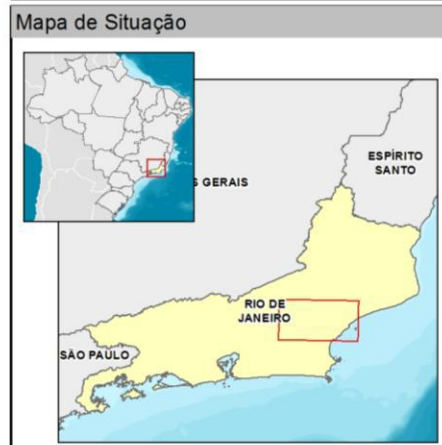 Mapa de Situação
ESPÍRITO
SANTO
S GERAIS
RIO DE
JANEIRO
SÃO PAULO